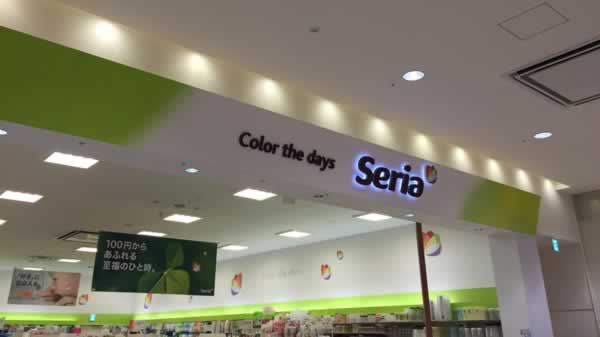 Color the days Seria
100円から
あふれる
至福のひと時。
Seria